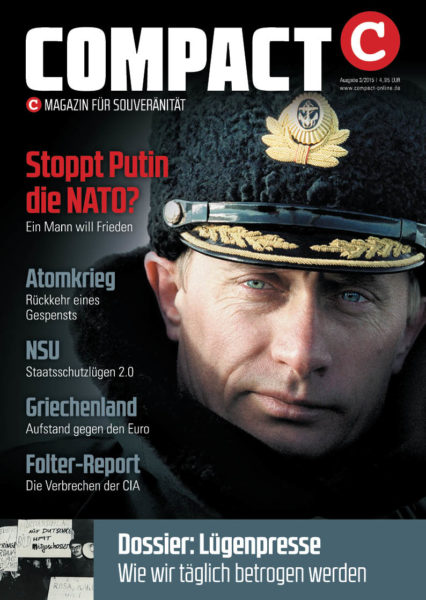 COMPACT
C
Ausgabe 3/2015 | 4,95 EUR
www.compact-online.de
C MAGAZIN FÜR SOUVERÄNITÄT
Stoppt Putin
die NATO?
Ein Mann will Frieden
Atomkrieg
Rückkehr eines
Gespensts
NSU
Staatsschutzlügen 2.0
Griechenland
Aufstand gegen den Euro
Folter-Report
Die Verbrechen der CIA
Dossier: Lügenpresse
Wie wir täglich betrogen werden